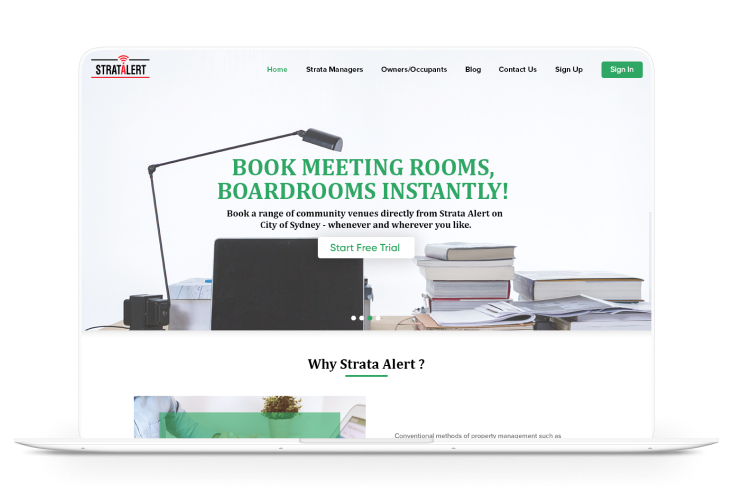 STRATALERT
Home Strata Managers Owners/Occupants Blog Contact Us Sign Up Sign In
BOOK MEETING ROOMS,
BOARDROOMS INSTANTLY!
Book a range of community venues directly from Strata Alert on
City of Sydney - whenever and wherever you like.
Start Free Trial
Why Strata Alert ?
Conventional methods of property management such as